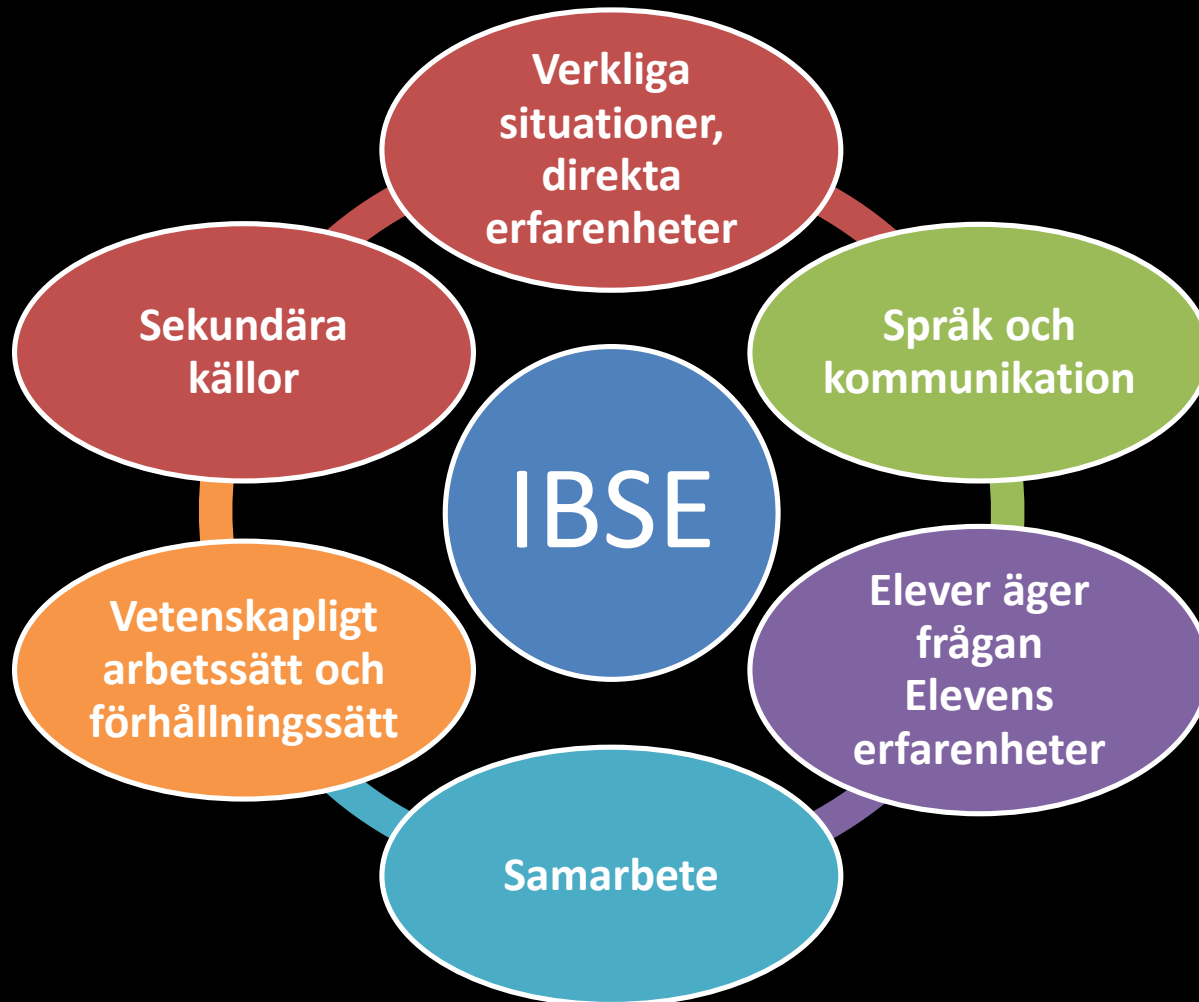 Verkliga
situationer,
direkta
erfarenheter
Språk och
kommunikation
Elever äger
frågan
Elevens
erfarenheter
Samarbete
Vetenskapligt
arbetssätt och
förhållningssätt
Sekundära
källor
IBSE